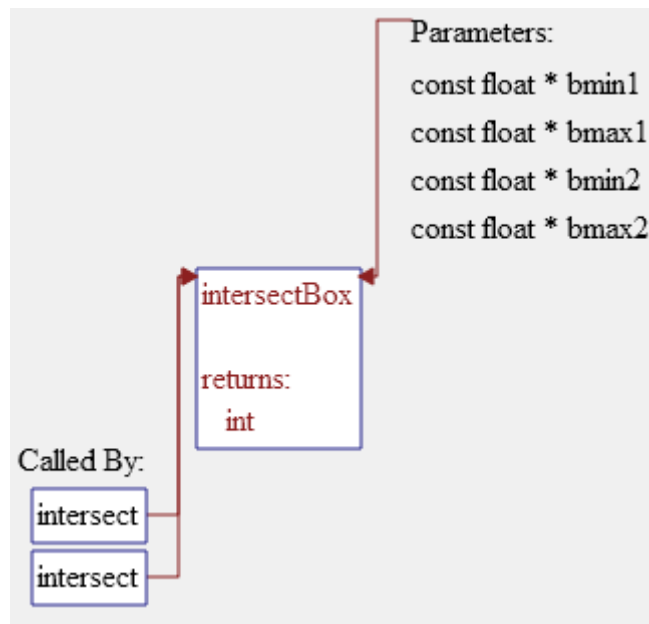 Parameters:
const float * bmin1
const float * bmax1
const float * bmin2
const float * bmax2
intersectBox
returns:
int
Called By:
intersect
intersect